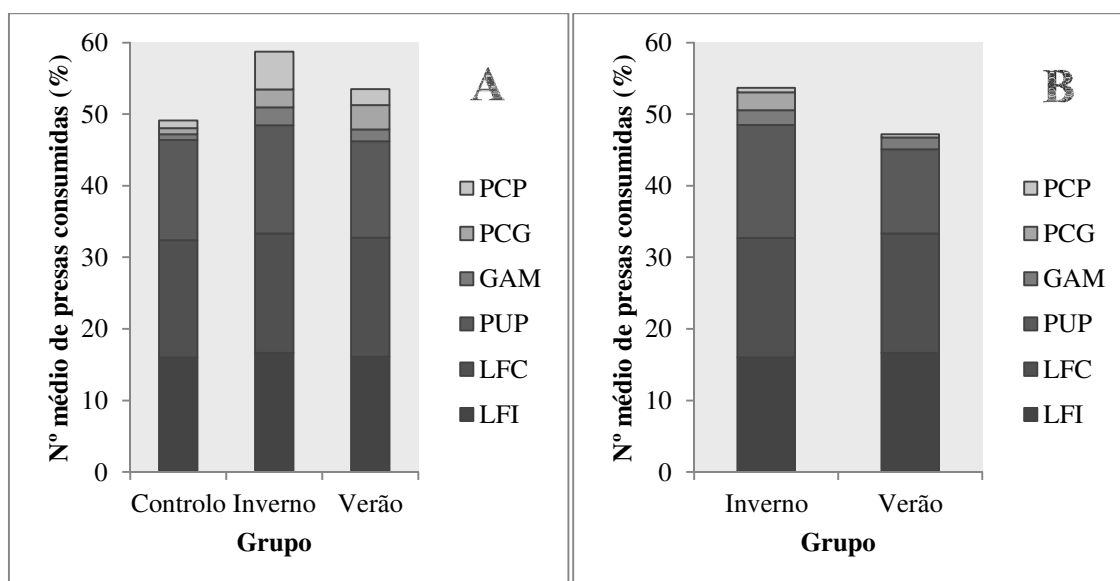 Nº médio de presas consumidas (%)
60
50
40
30
20
10
0
A
PCP
PCG
GAM
PUP
LFC
LFI
Controlo Inverno Verão
Grupo
Nº médio de presas consumidas (%)
60
50
40
30
20
10
0
B
PCP
PCG
GAM
PUP
LFC
LFI
Inverno Verão
Grupo